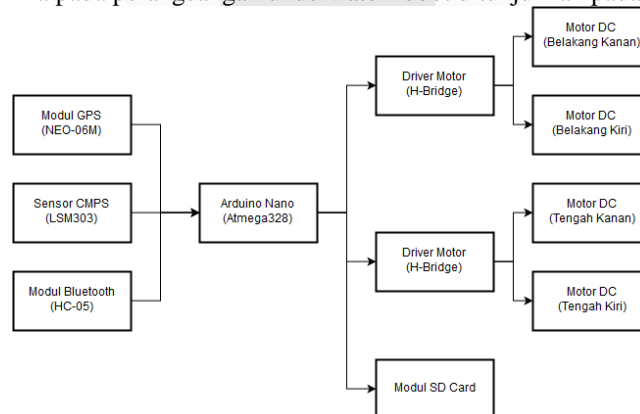 Motor DC
(Belakang Kanan)
Driver Motor
(H-Bridge)
Modul GPS
(NEO-06M)
Motor DC
(Belakang Kiri)
Sensor CMPS
(LSM303)
Arduino Nano
(Atmega328)
Motor DC
(Tengah Kanan)
Driver Motor
(H-Bridge)
Modul Bluetooth
(HC-05)
Motor DC
(Tengah Kiri)
Modul SD Card